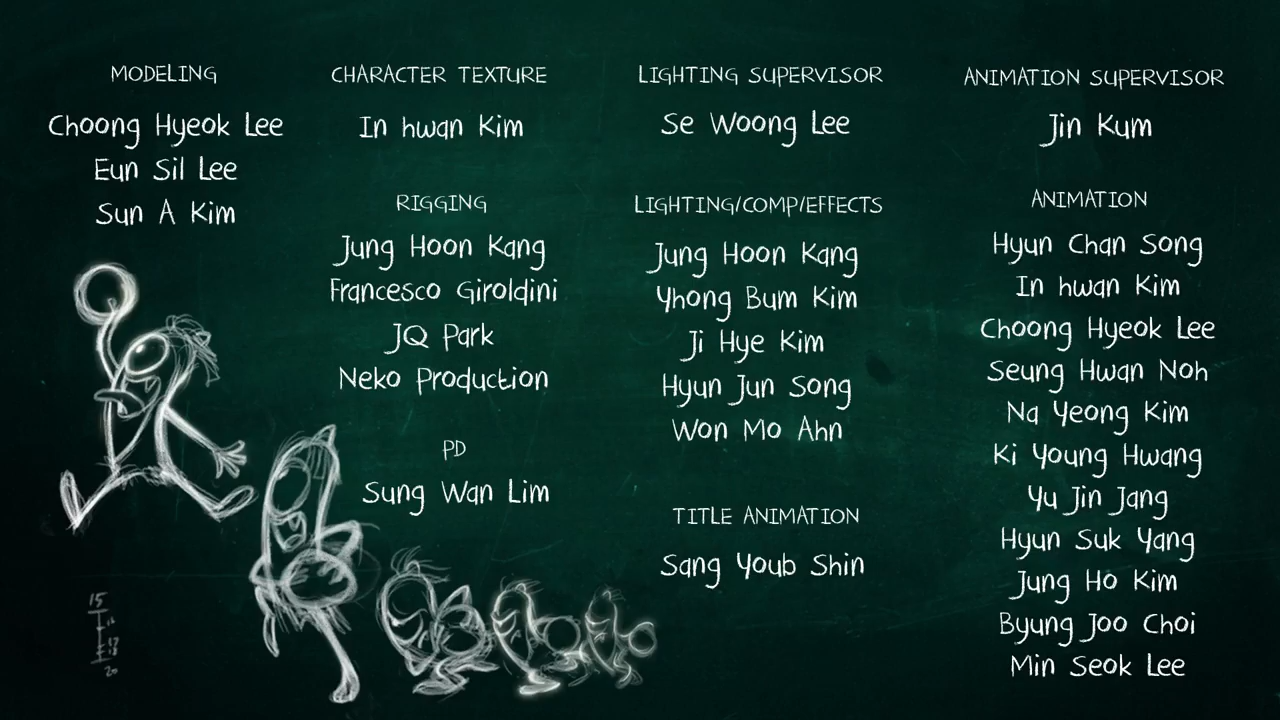 MODELING
Choong Hyeok Lee
Eun Sil Lee
Sun A Kim
CHARACTER TEXTURE
In hwan Kim
RIGGING
Jung Hoon Kang
Francesco Giroldini
JQ Park
Neko Production
PD
Sung Wan Lim
LIGHTING SUPERVISOR
Se Woong Lee
LIGHTING/COMP/EFFECTS
Jung Hoon Kang
Yhong Bum Kim
Ji Hye Kim
Hyun Jun Song
Won Mo Ahn
TITLE ANIMATION
Sang Youb Shin
ANIMATION SUPERVISOR
Jin Kum
ANIMATION
Hyun Chan Song
In hwan Kim
Choong Hyeok Lee
Seung Hwan Noh
Na Yeong Kim
Ki Young Hwang
Yu Jin Jang
Hyun Suk Yang
Jung Ho Kim
Byung Joo Choi
Min Seok Lee
15
20